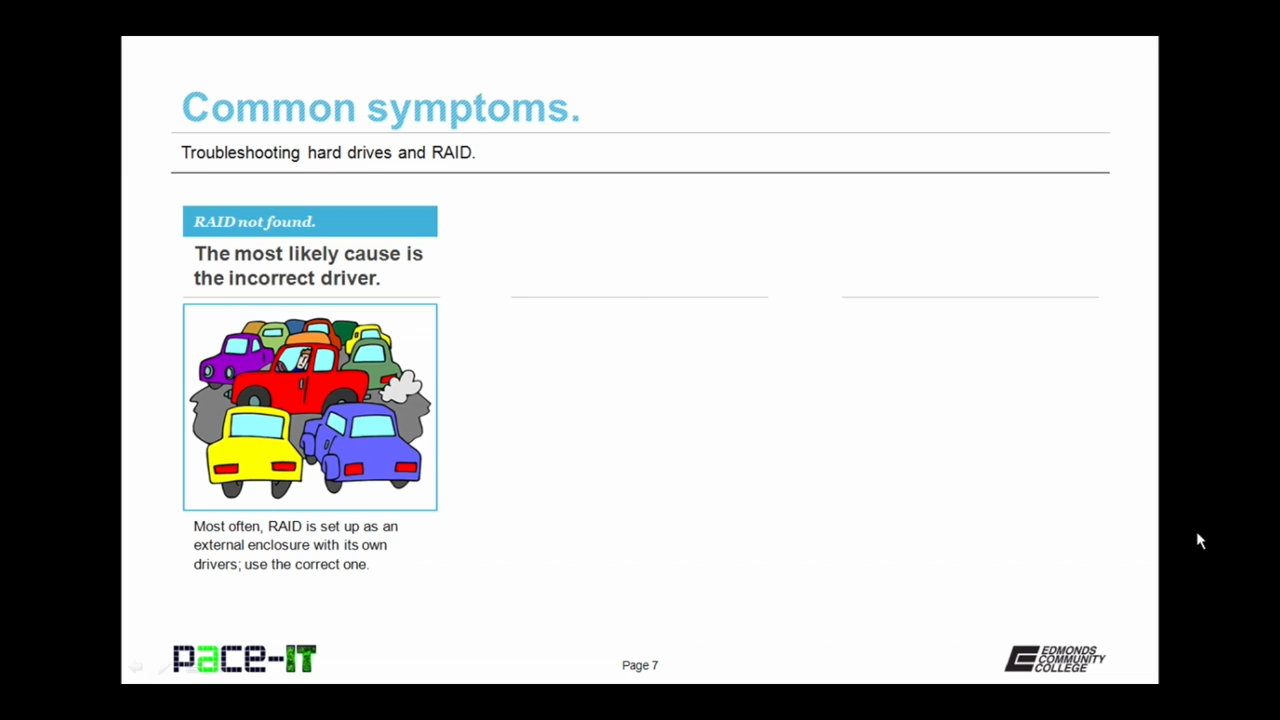 Common symptoms.
Troubleshooting hard drives and RAID.
RAID not found.
The most likely cause is
the incorrect driver.
Most often, RAID is set up as an
external enclosure with its own
drivers; use the correct one.
pace-IT
Page 7
EDMONDS
COMMUNITY
COLLEGE